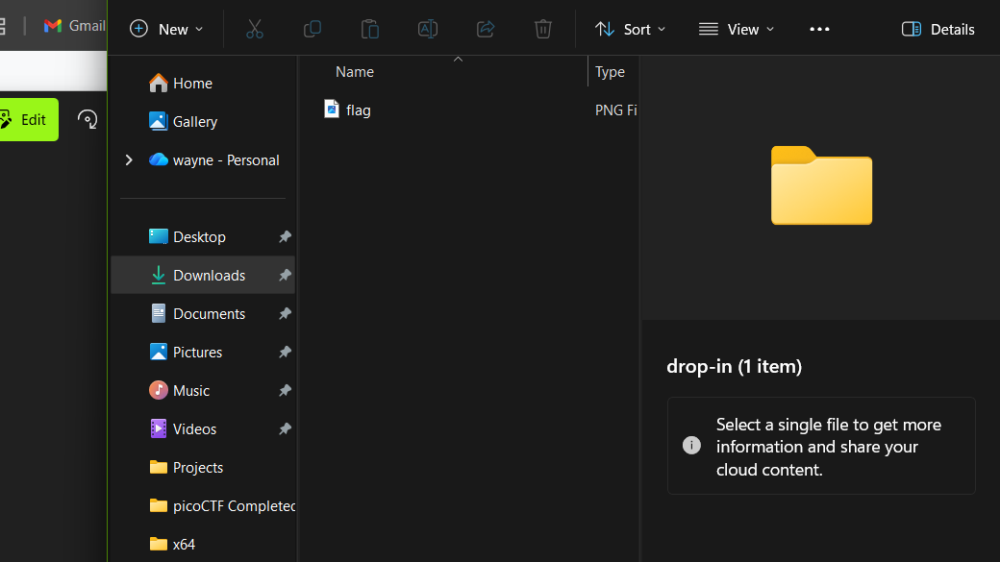 Gmail
Edit
New
Sort
View
Details
Home
Gallery
wayne - Personal
Desktop
Downloads
Documents
Pictures
Music
Videos
Projects
picoCTF Completed
x64
Name
Type
flag
PNG Fi
drop-in (1 item)
Select a single file to get more
information and share your
cloud content.